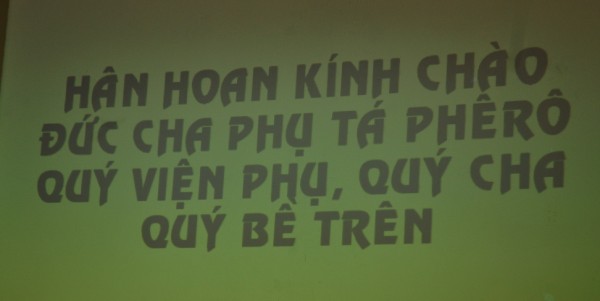 HÂN HOAN KÍNH CHÀO
ĐỨC CHA PHỤ TÁ PHÊRÔ
QUÝ VIỆN PHỤ, QUÝ CHA
QUÝ BỀ TRÊN